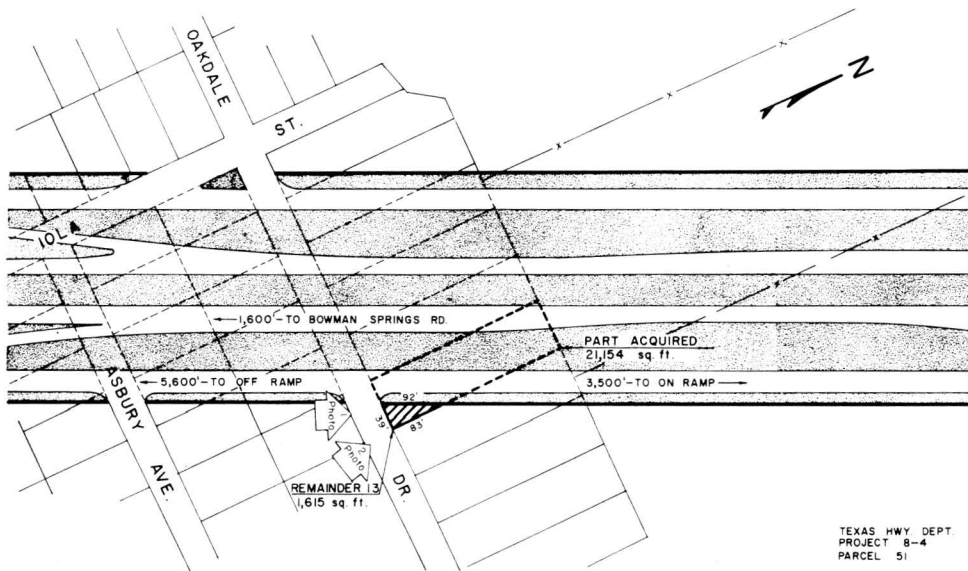 OAKDALE
ST.
N
IOLA
1,600'-TO BOWMAN SPRINGS RD.
PART ACQUIRED
21,154 sq. ft.
5,600'-TO OFF RAMP
3,500'-TO ON RAMP
ASBURY
AVE.
92'
39'
83'
Photo 1
Photo 2
DR.
REMAINDER 13
1,615 sq. ft.
TEXAS HWY. DEPT.
PROJECT 8-4
PARCEL 51